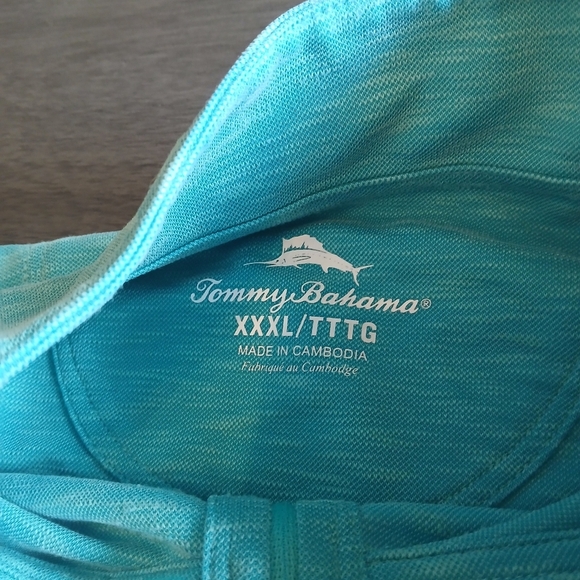 Tommy Bahama®
XXXL/TTTG
MADE IN CAMBODIA
Fabriqué au Cambodge